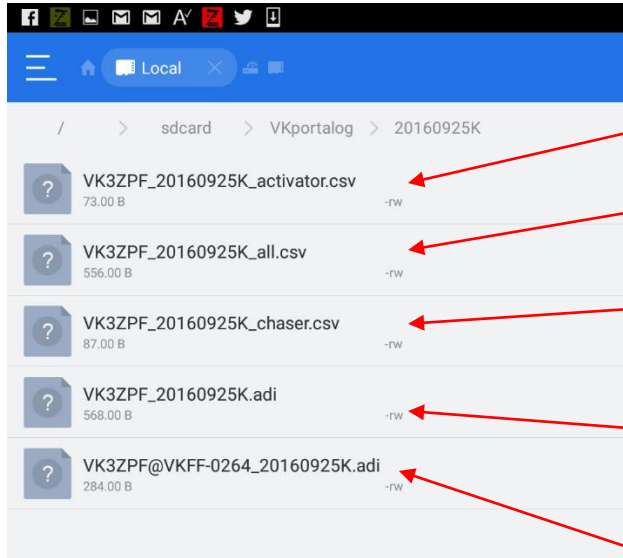 Local
/ > sdcard > VKportalog > 20160925K
VK3ZPF_20160925K_activator.csv
73.00 B -rw
VK3ZPF_20160925K_all.csv
556.00 B -rw
VK3ZPF_20160925K_chaser.csv
87.00 B -rw
VK3ZPF_20160925K.adi
568.00 B -rw
VK3ZPF@VKFF-0264_20160925K.adi
284.00 B -rw